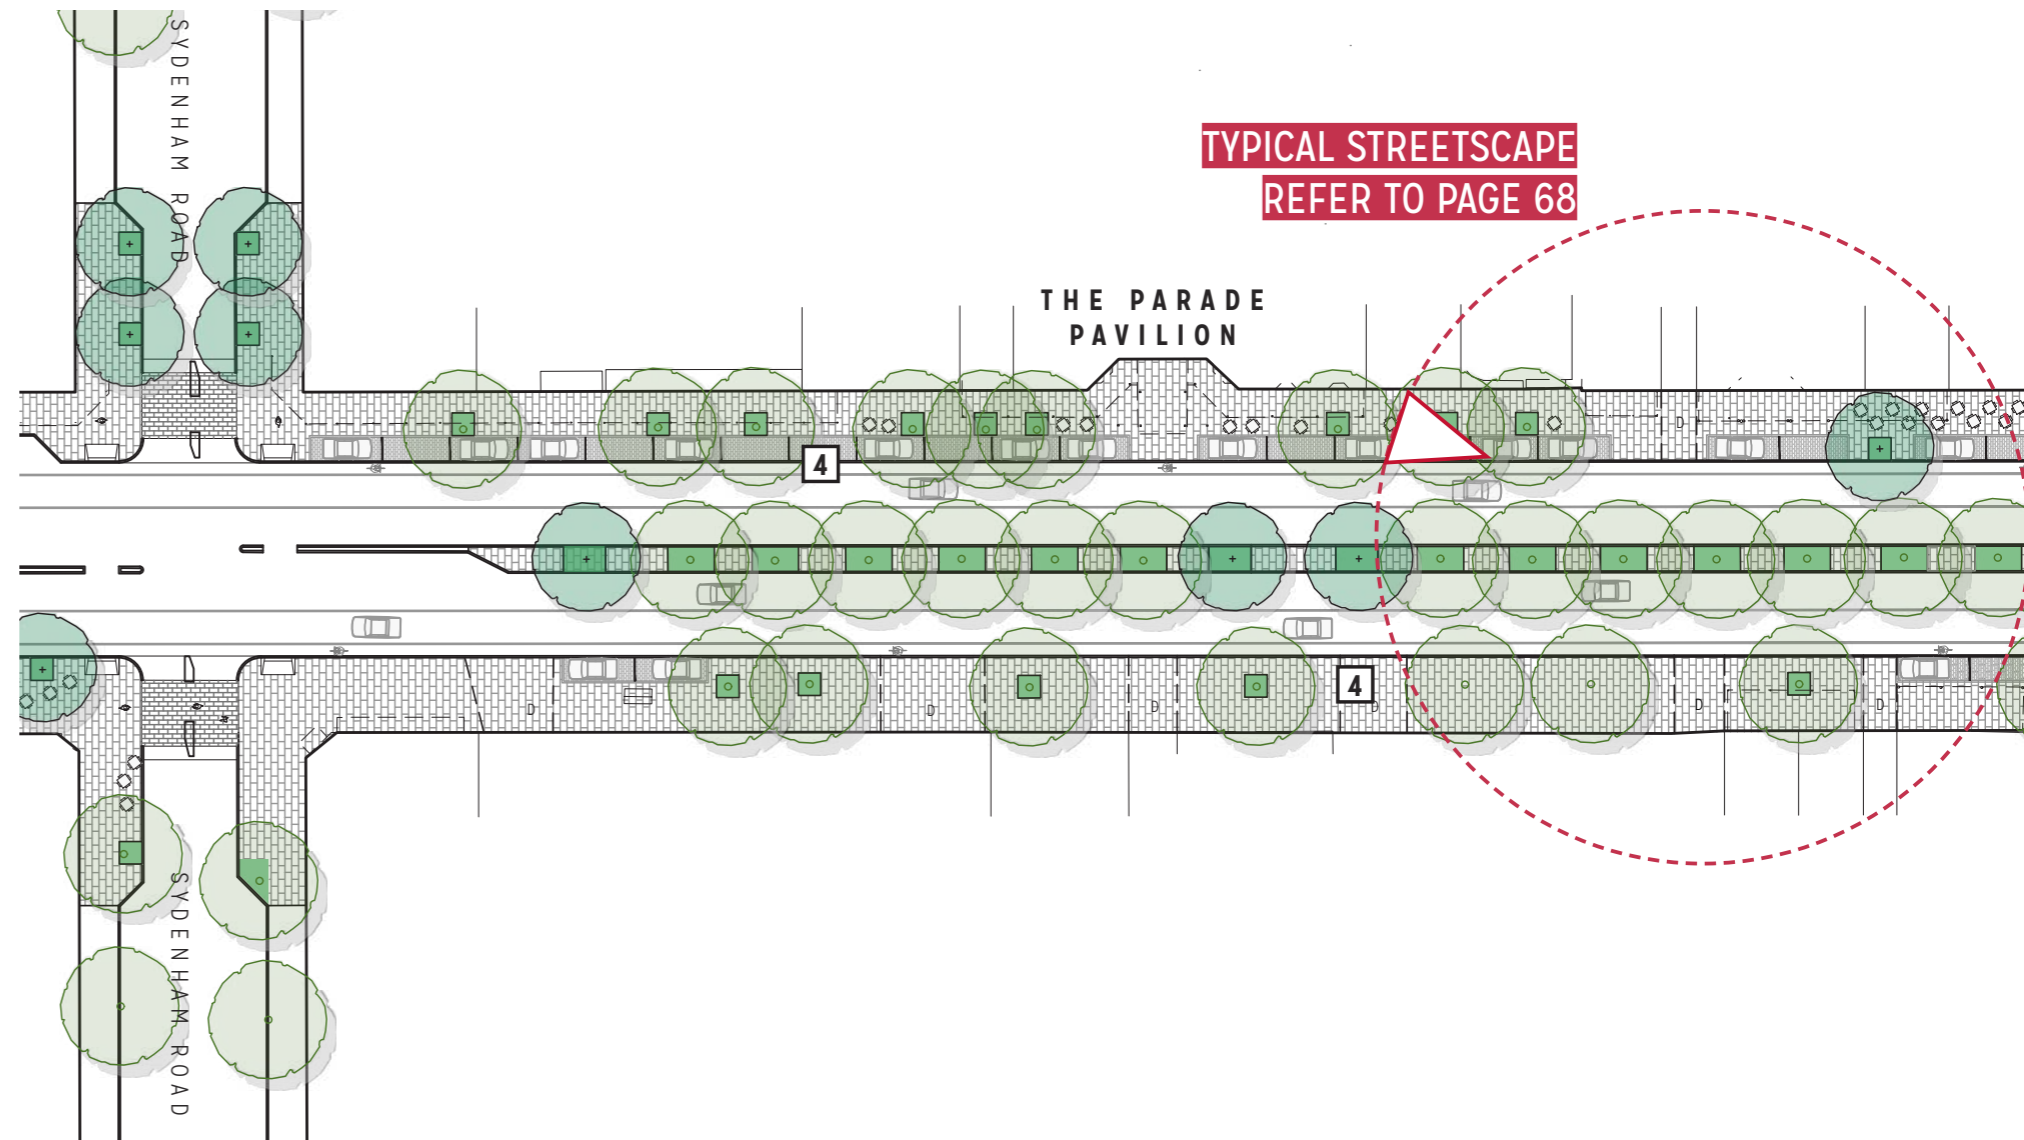 SYDENHAM ROAD
TYPICAL STREETSCAPE
REFER TO PAGE 68
THE PARADE
PAVILION
D
4
4
D
D
D
D
D
D
SYDENHAM ROAD